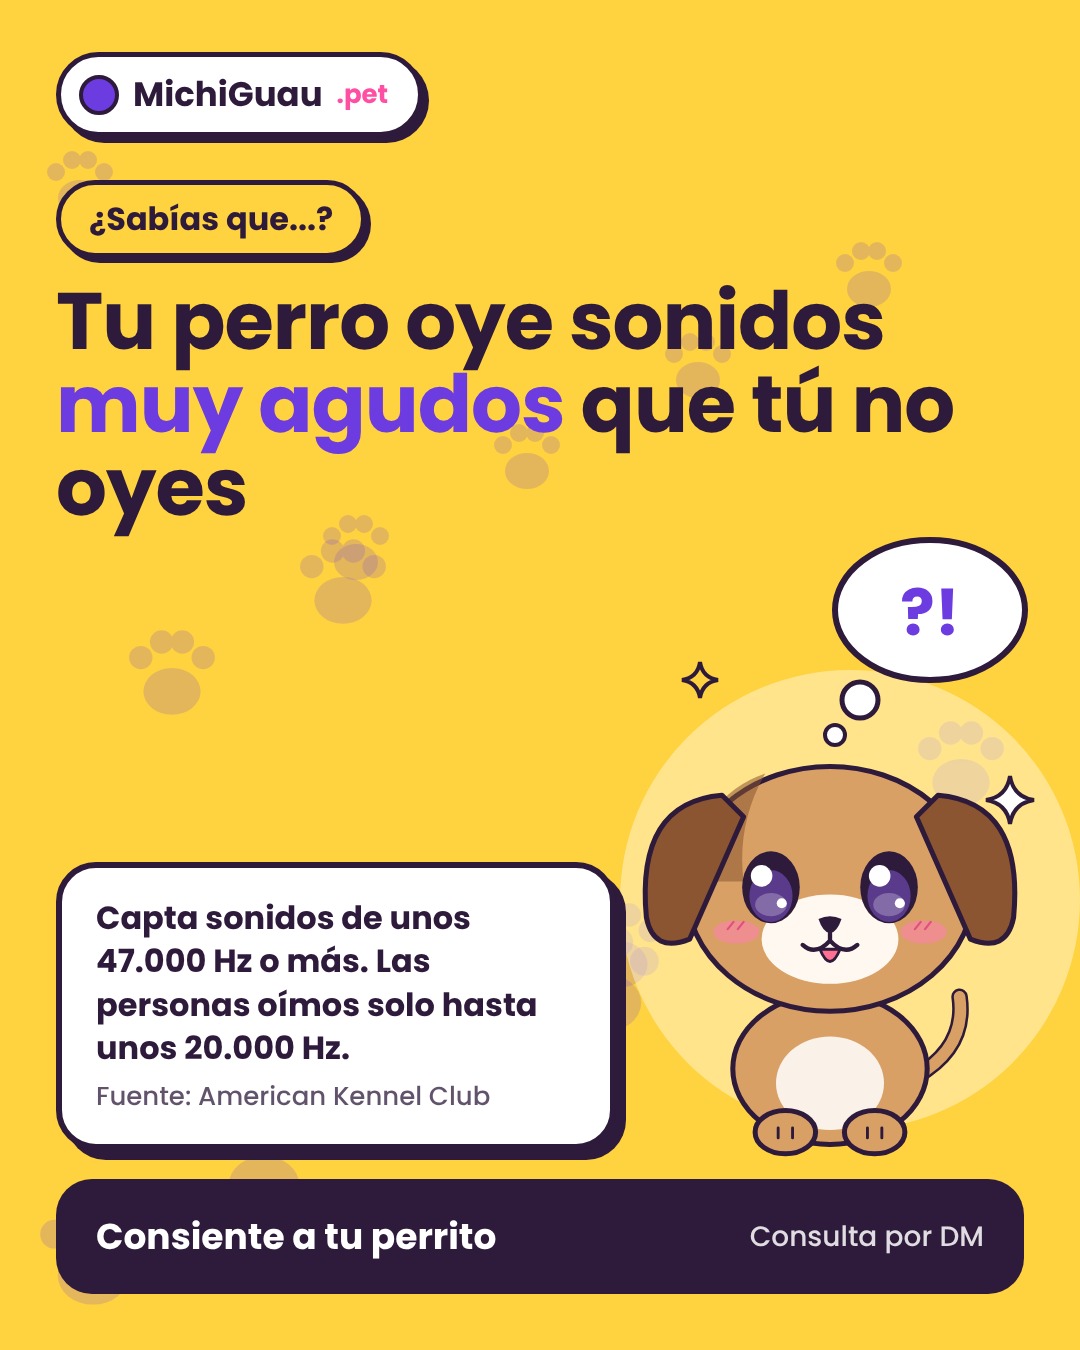 MichiGuau .pet
¿Sabías que...?
Tu perro oye sonidos
muy agudos que tú no
oyes
?!
Capta sonidos de unos
47.000 Hz o más. Las
personas oímos solo hasta
unos 20.000 Hz.
Fuente: American Kennel Club
Consiente a tu perrito
Consulta por DM